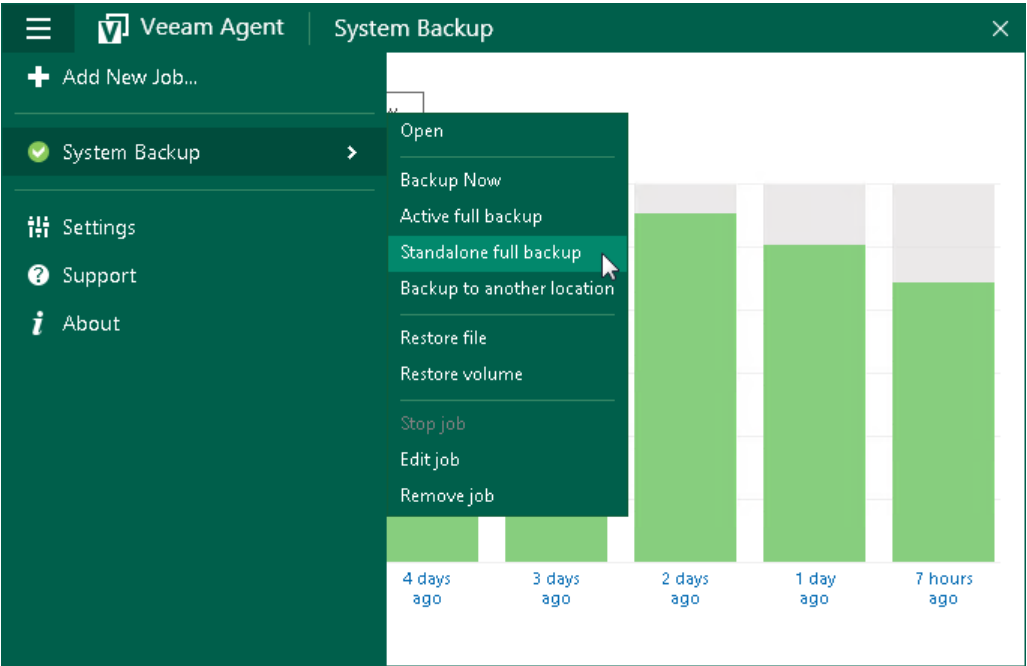 Veeam Agent
System Backup
Add New Job...
System Backup
Settings
Support
About
Open
Backup Now
Active full backup
Standalone full backup
Backup to another location
Restore file
Restore volume
Stop job
Edit job
Remove job
4 days
ago
3 days
ago
2 days
ago
1 day
ago
7 hours
ago